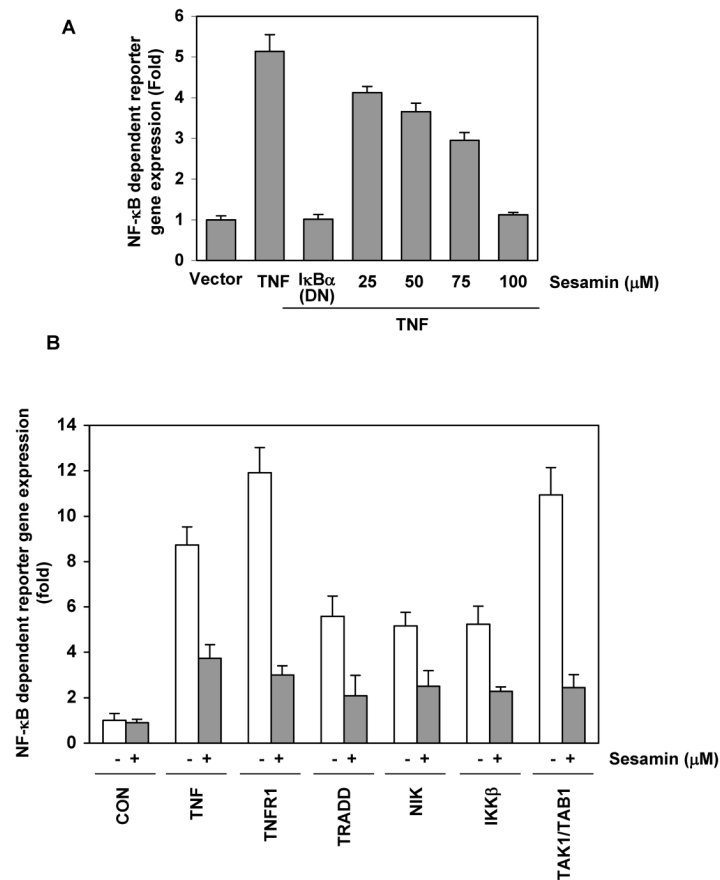 A
NF-κB dependent reporter
gene expression (Fold)
6
5
4
3
2
1
0
Vector TNF IκBα 25 50 75 100 Sesamin (μM)
(DN)
TNF
B
NF-κB dependent reporter gene expression
(fold)
14
12
10
8
6
4
2
0
- + - + - + - + - + - + - + Sesamin (μM)
CON TNF TNFR1 TRADD NIK IKKβ TAK1/TAB1